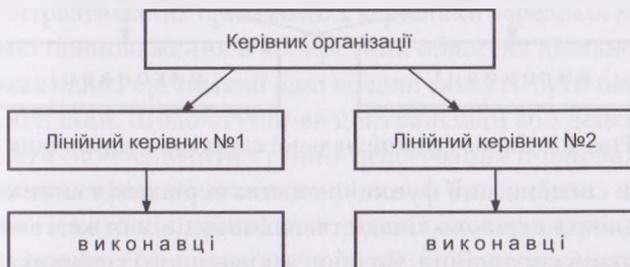 Керівник організації
Лінійний керівник №1 Лінійний керівник №2
виконавці виконавці